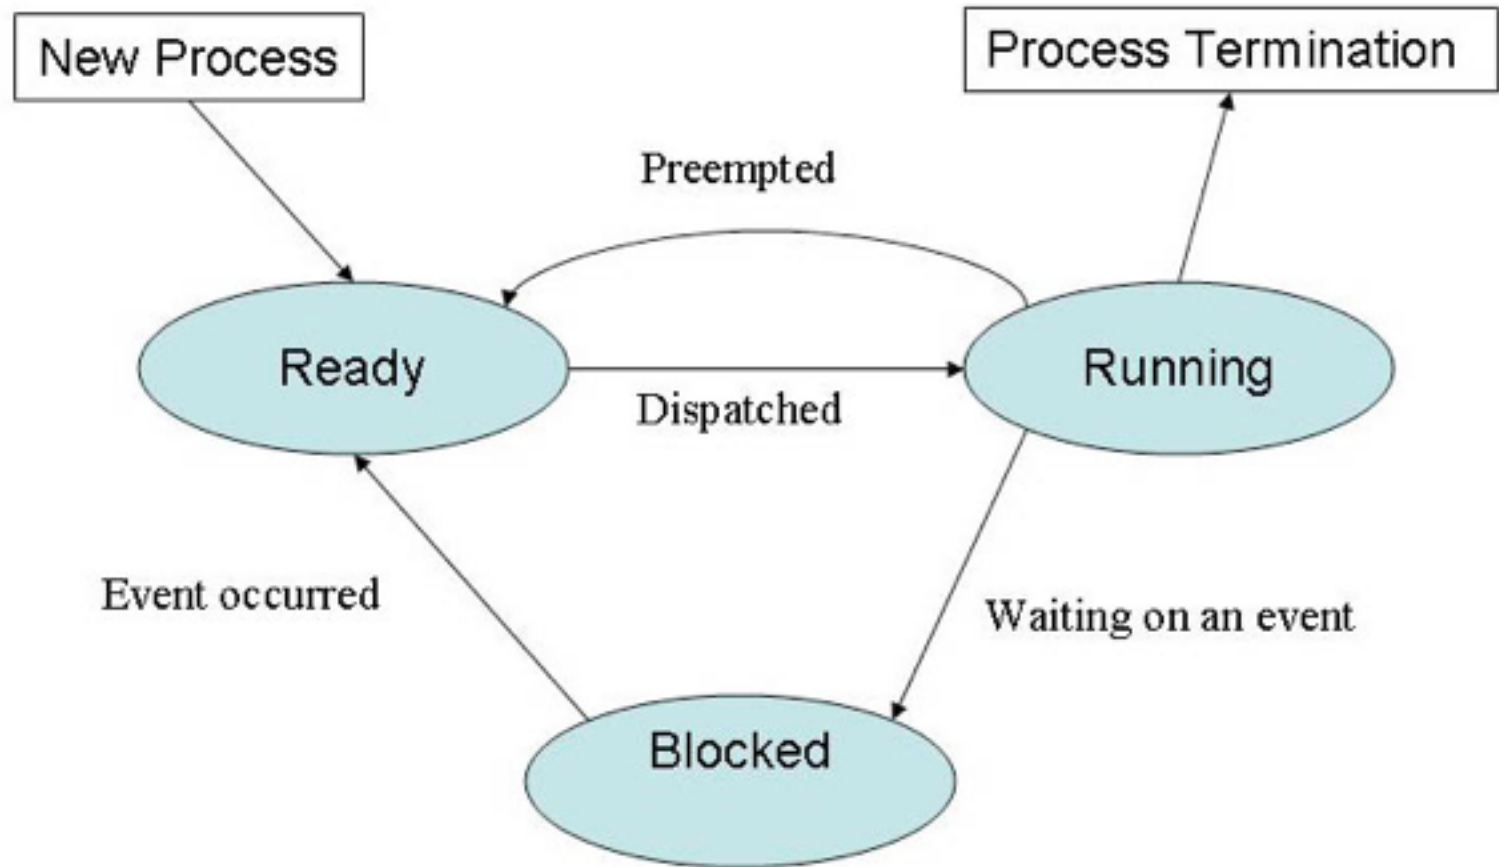 New Process
Process Termination
Preempted
Ready
Running
Dispatched
Event occurred
Waiting on an event
Blocked